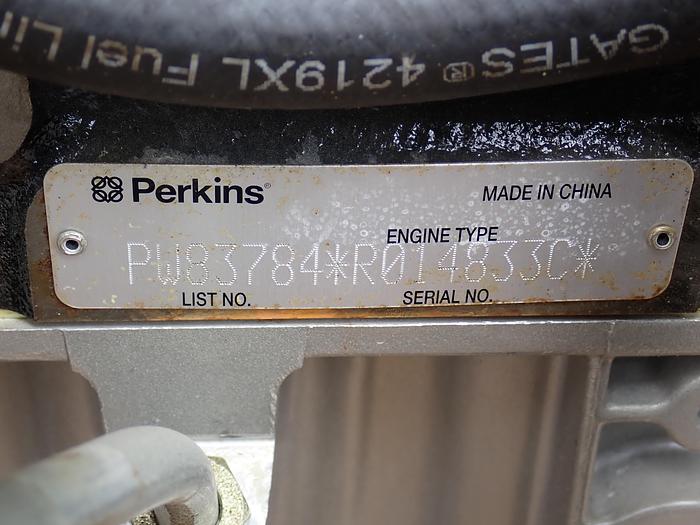 GATES® 4219XL Fuel Li
Perkins®
MADE IN CHINA
ENGINE TYPE
PW83784*R014833C*
LIST NO. SERIAL NO.